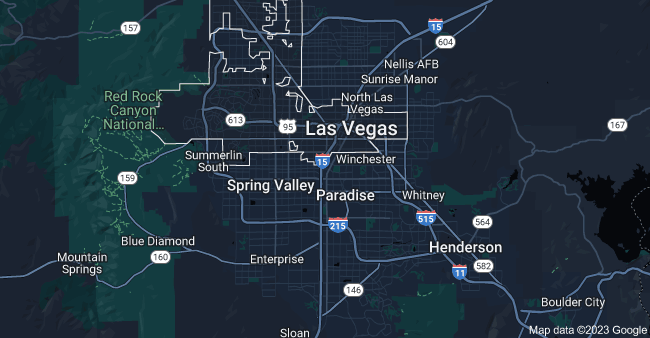 157
15
604
Nellis AFB
Sunrise Manor
Red Rock
Canyon
National...
North Las
Vegas
613
95
Las Vegas
167
Summerlin
South
15
Winchester
159
Spring Valley
Paradise
Whitney
515
564
215
Blue Diamond
Henderson
Mountain
Springs
160
Enterprise
11
582
146
Boulder City
Sloan
Map data ©2023 Google